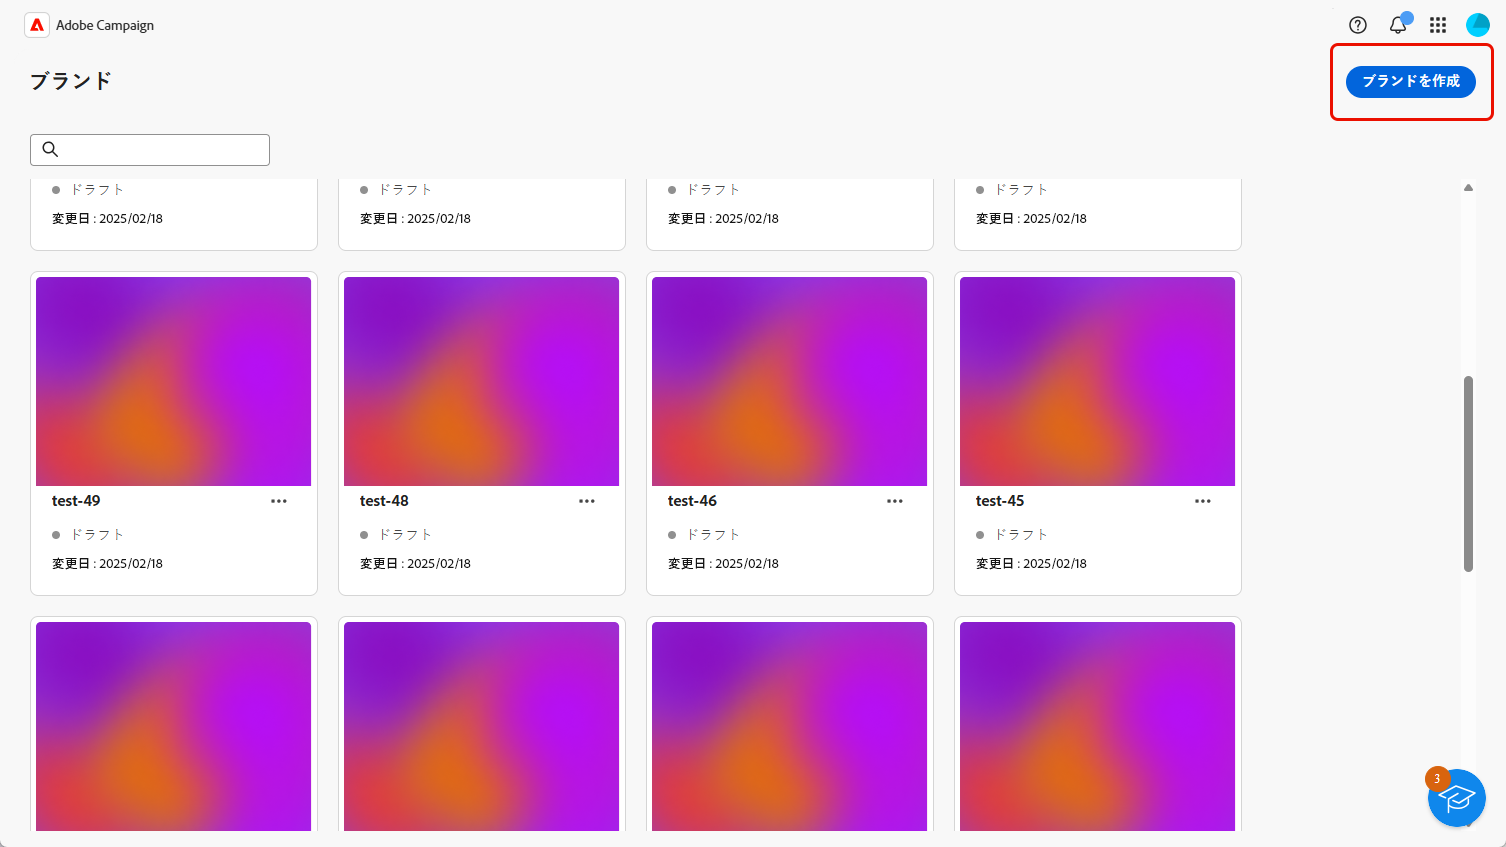 Adobe Campaign
ブランド
ブランドを作成
ドラフト
ドラフト
ドラフト
ドラフト
変更日 : 2025/02/18
変更日 : 2025/02/18
変更日 : 2025/02/18
変更日 : 2025/02/18
test-49
test-48
test-46
test-45
ドラフト
ドラフト
ドラフト
ドラフト
変更日 : 2025/02/18
変更日 : 2025/02/18
変更日 : 2025/02/18
変更日 : 2025/02/18
3